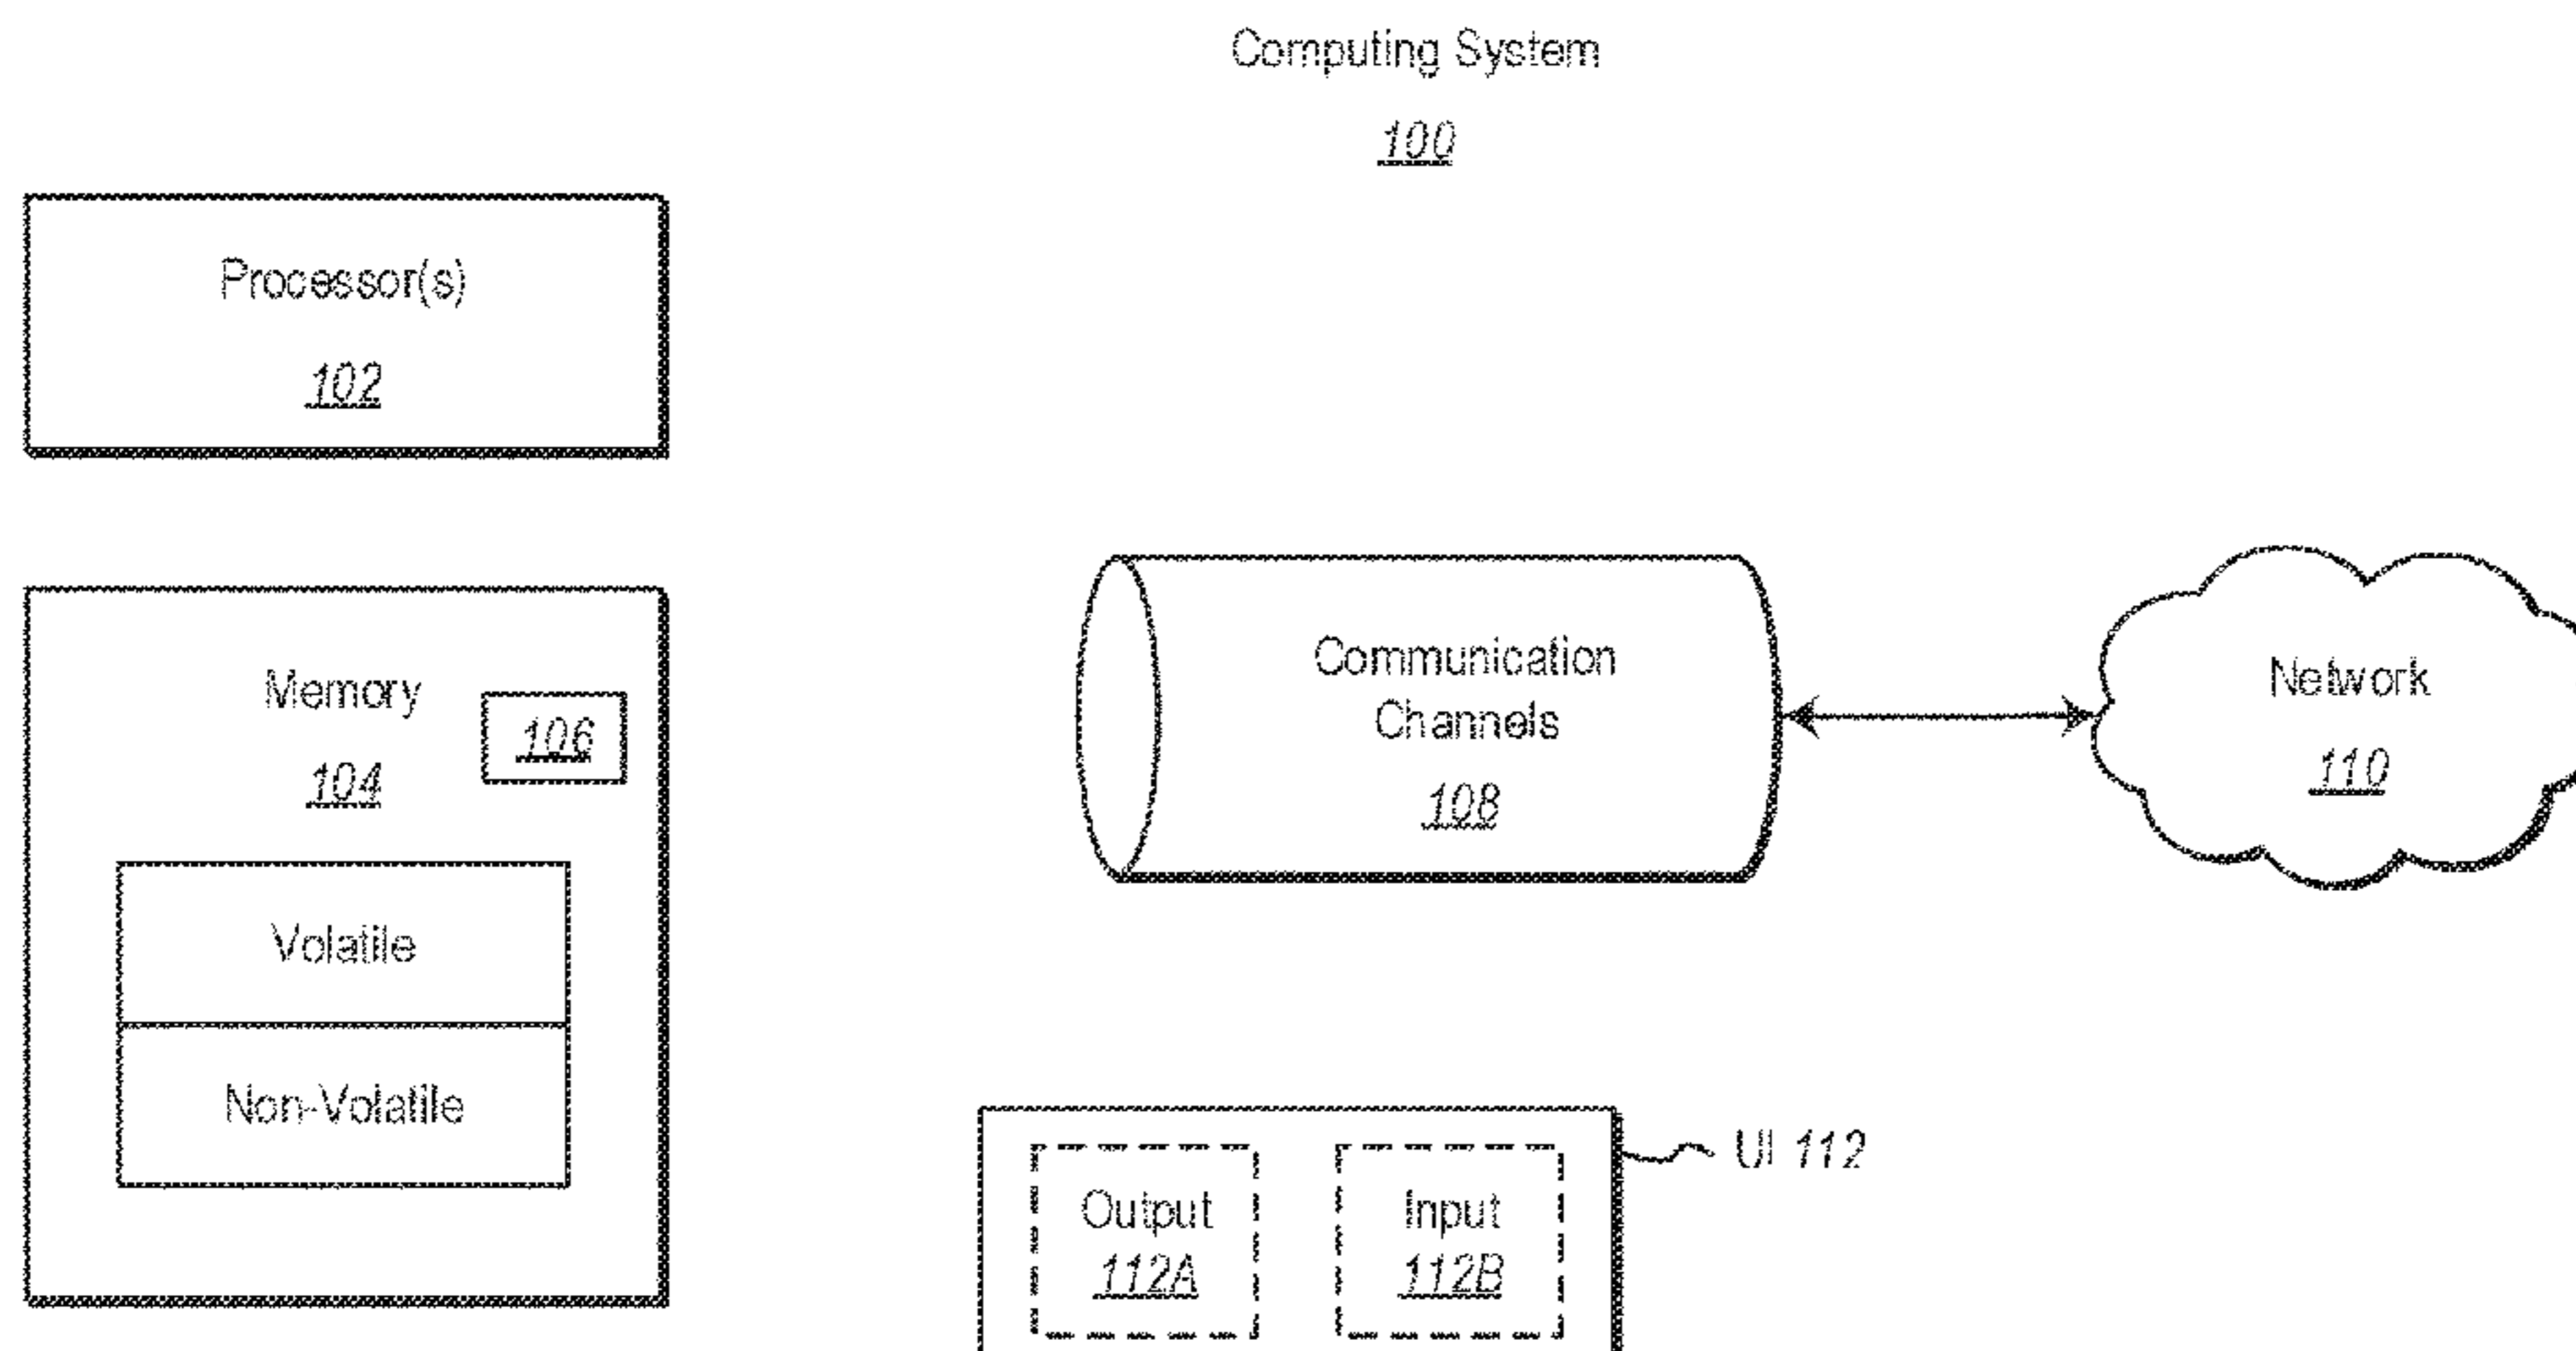 Computing System
100
Processor(s)
102
Memory
104
106
Volatile
Non-Volatile
Communication
Channels
108
Network
110
UI 112
Output
112A
Input
112B